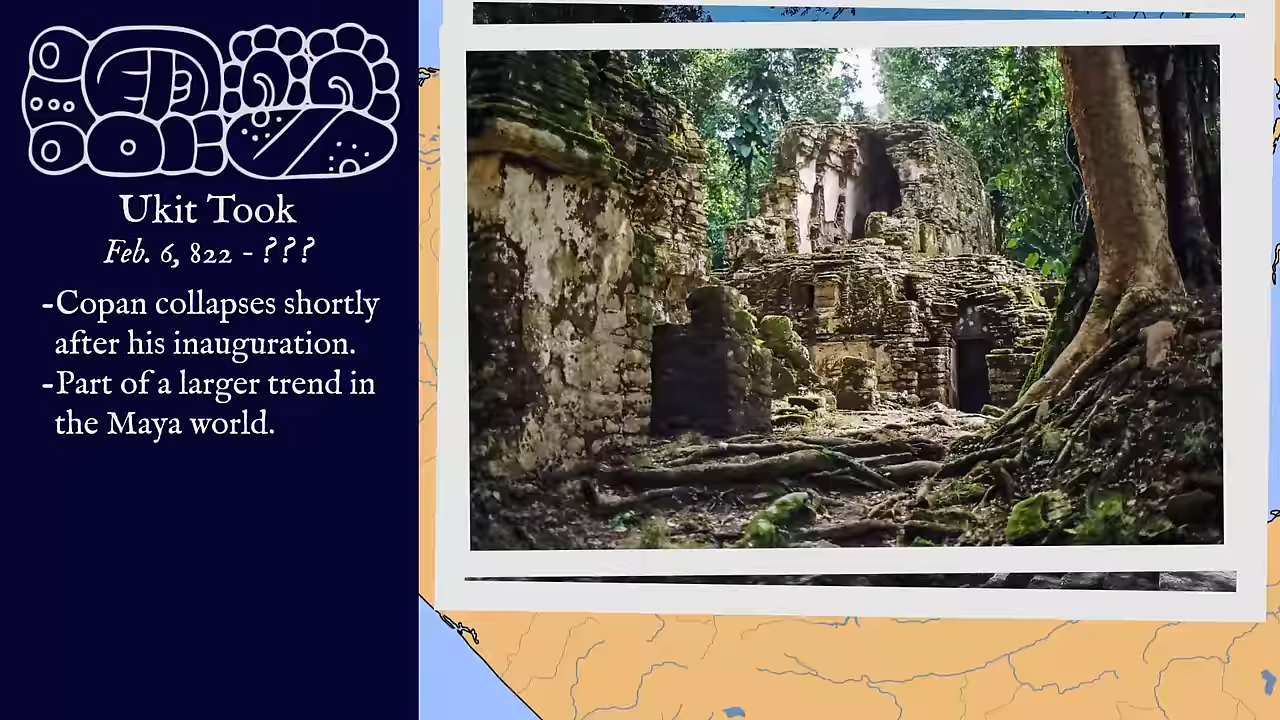 Ukit Took
Feb. 6, 822 - ???
-Copan collapses shortly
after his inauguration.
-Part of a larger trend in
the Maya world.